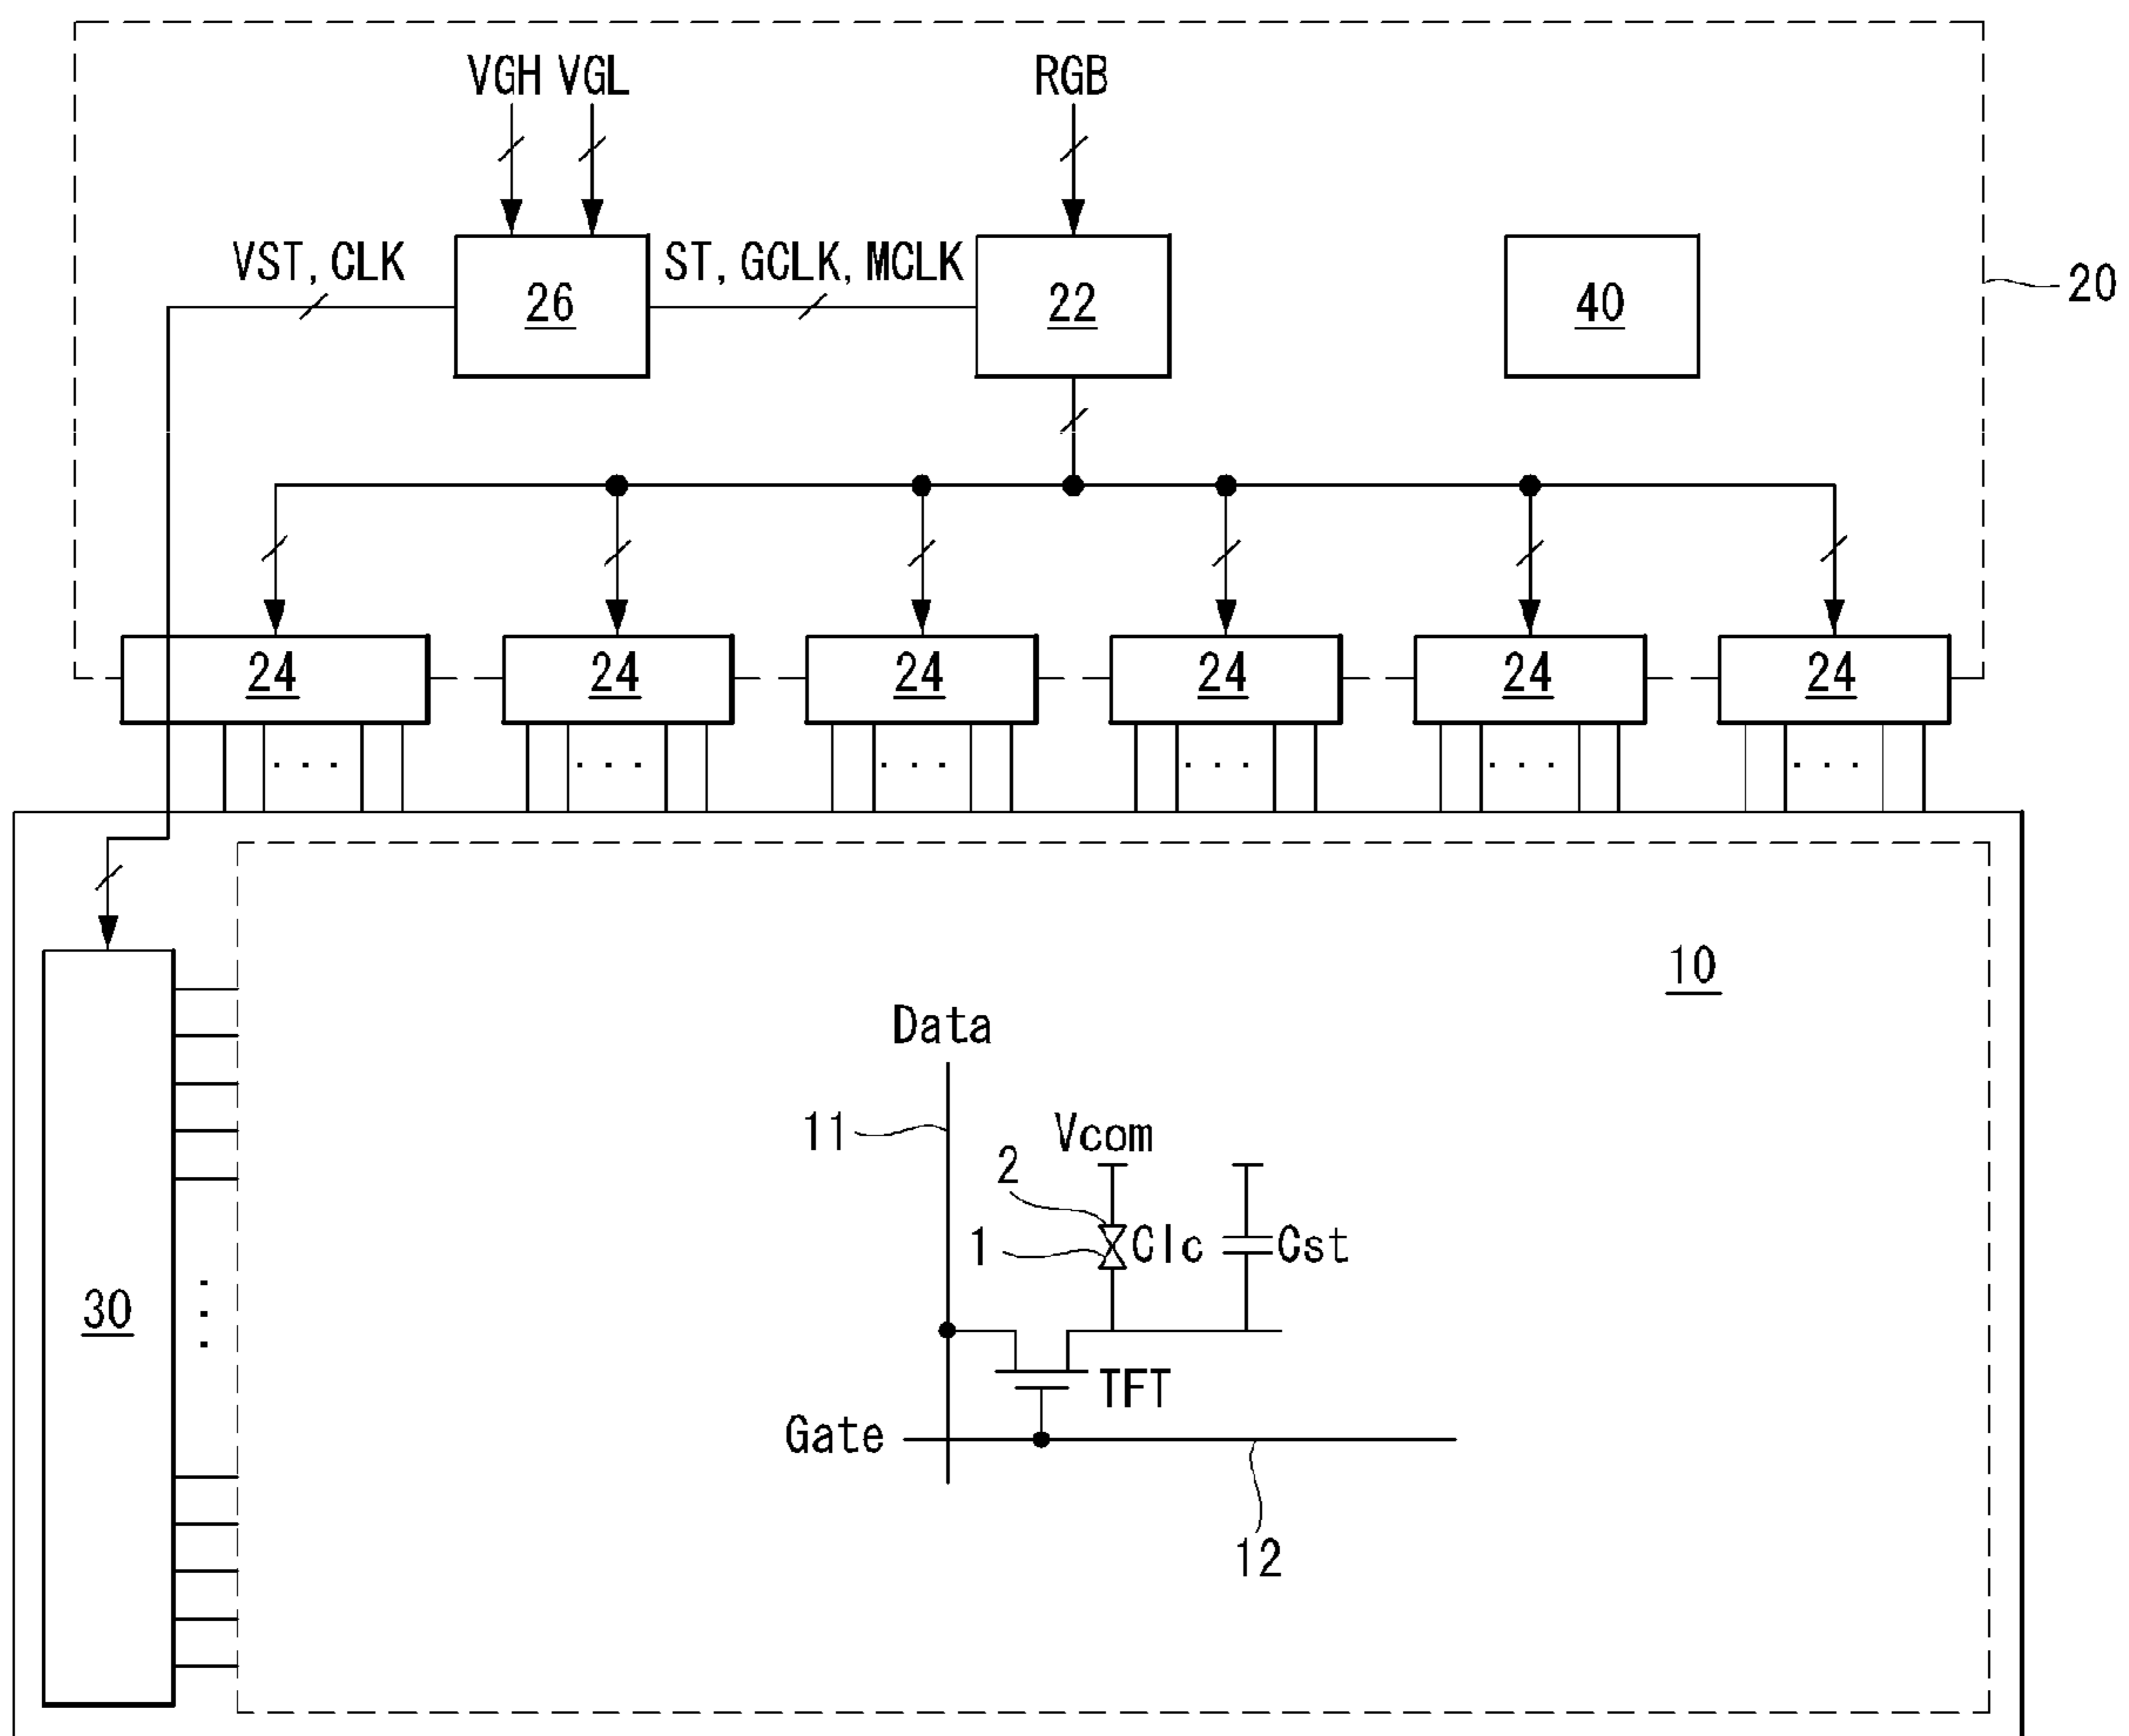 VGH VGL
RGB
VST, CLK
ST, GCLK, MCLK
26
22
40
20
24
24
24
24
24
24
. . .
. . .
. . .
. . .
. . .
. . .
10
Data
11
Vcom
2
1
Clc
Cst
30
TFT
Gate
12